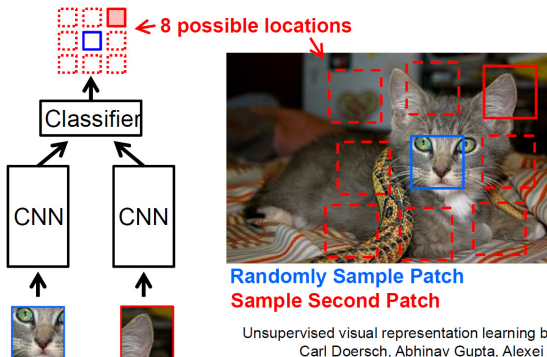 8 possible locations
Classifier
CNN
CNN
Randomly Sample Patch
Sample Second Patch
Unsupervised visual representation learning b
Carl Doersch, Abhinav Gupta, Alexei